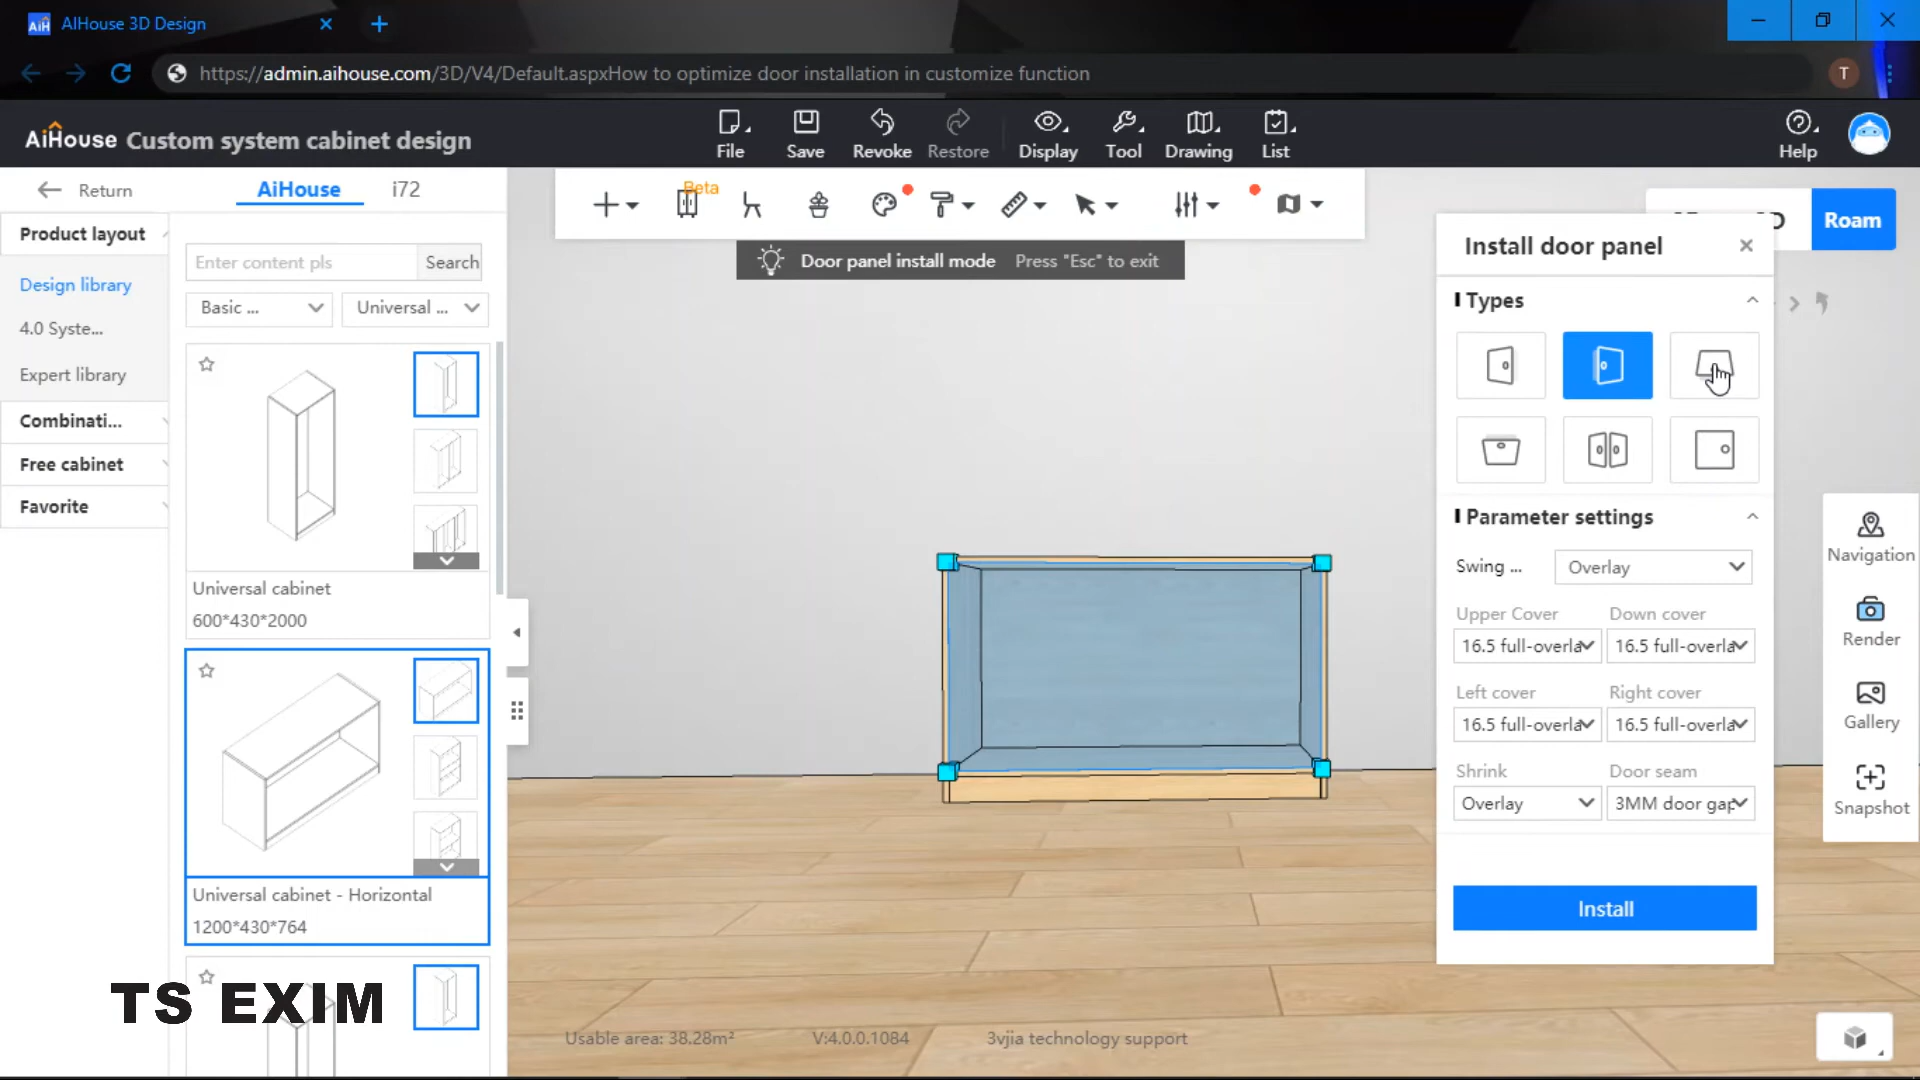 AIHouse 3D Design
https://admin.aihouse.com/3D/V4/Default.aspxHow to optimize door installation in customize function
T
AiHouse Custom system cabinet design
File
Save
Revoke
Restore
Display
Tool
Drawing
List
Help
Return
AiHouse
i72
Beta
Roam
Product layout
Design library
4.0 Syste...
Expert library
Combinati...
Free cabinet
Favorite
Enter content pls
Search
Basic ...
Universal ...
Universal cabinet
600*430*2000
Universal cabinet - Horizontal
1200*430*764
Door panel install mode Press "Esc" to exit
Install door panel
Types
Parameter settings
Swing ...
Overlay
Upper Cover
Down cover
16.5 full-overla
16.5 full-overla
Left cover
Right cover
16.5 full-overla
16.5 full-overla
Shrink
Door seam
Overlay
3MM door gap
Install
Navigation
Render
Gallery
Snapshot
TS EXIM
Usable area: 38.28m²
V:4.0.0.1084
3vjia technology support